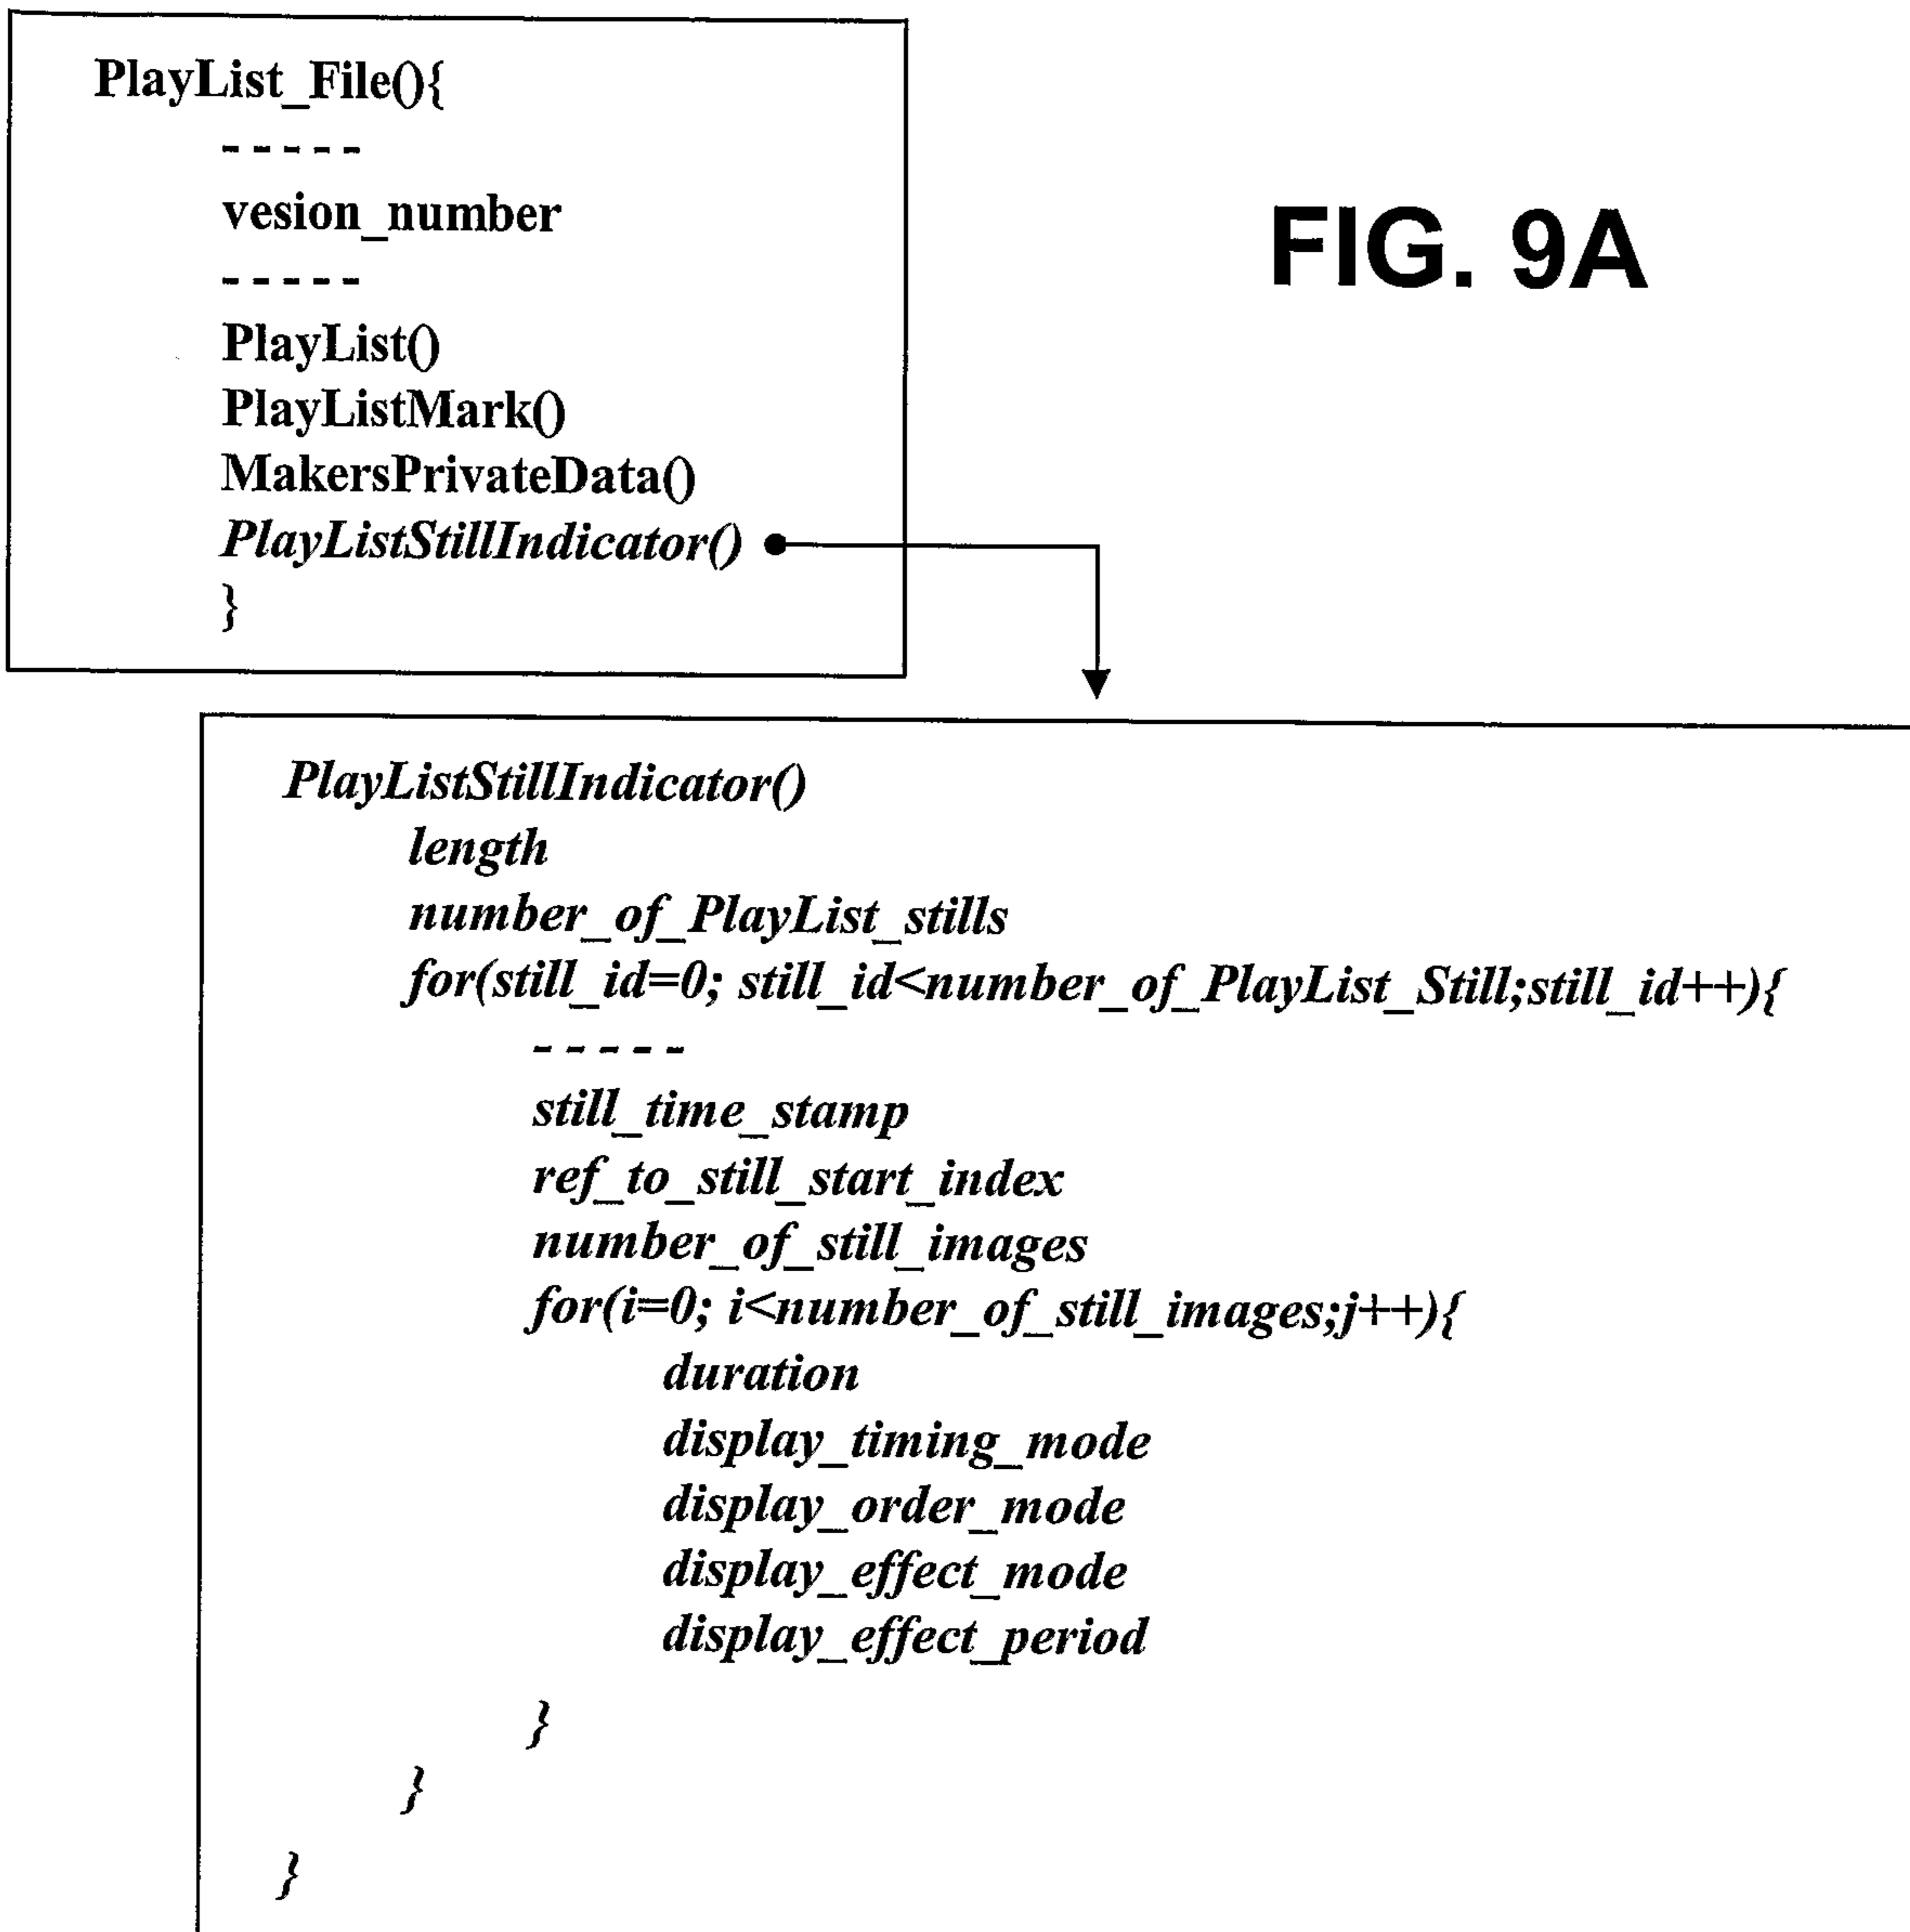 PlayList_File(){
- - - - -
vesion_number
- - - - -
PlayList()
PlayListMark()
MakersPrivateData()
PlayListStillIndicator()
}
FIG. 9A
PlayListStillIndicator()
length
number_of_PlayList_stills
for(still_id=0; still_id<number_of_PlayList_Still;still_id++){
- - - - -
still_time_stamp
ref_to_still_start_index
number_of_still_images
for(i=0; i<number_of_still_images;j++){
duration
display_timing_mode
display_order_mode
display_effect_mode
display_effect_period
}
}
}